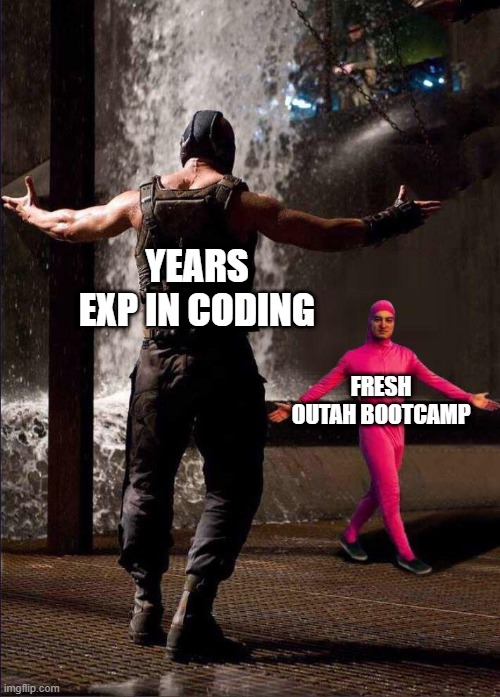 YEARS
EXP IN CODING
FRESH
OUTAH BOOTCAMP
imgflip.com